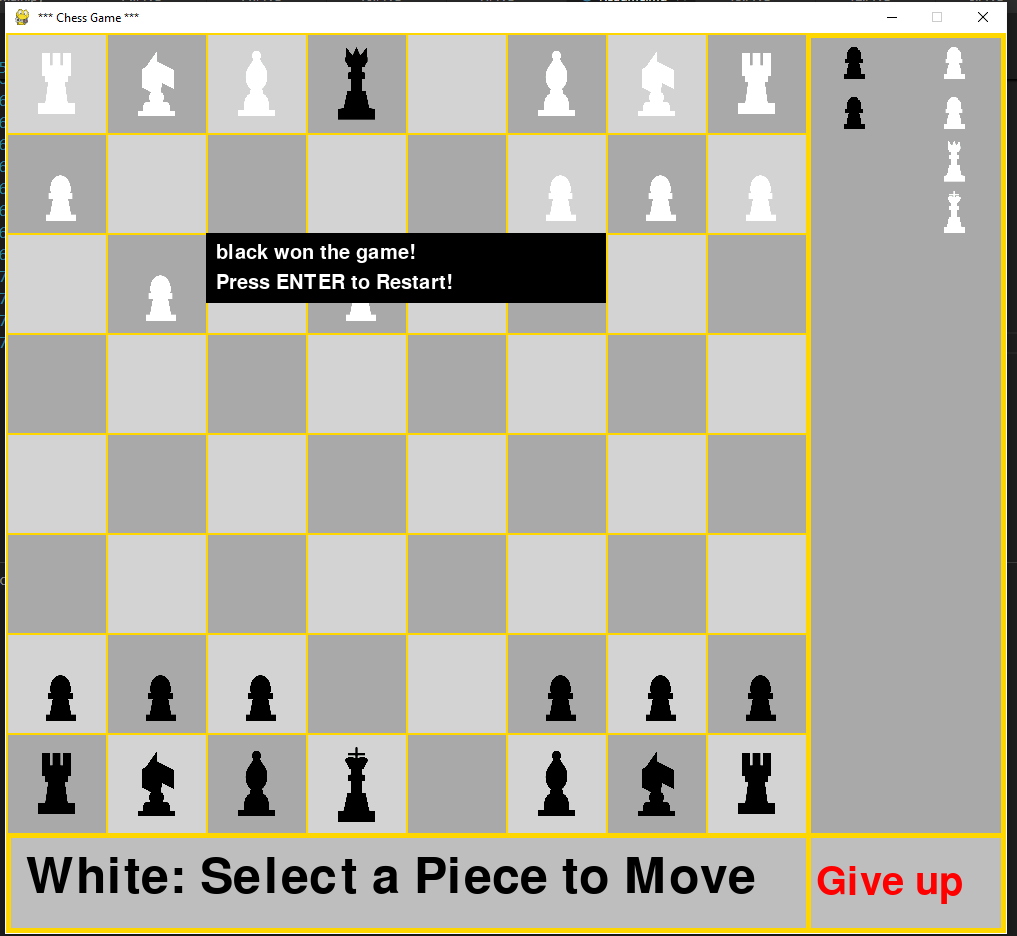 *** Chess Game ***
black won the game!
Press ENTER to Restart!
White: Select a Piece to Move
Give up